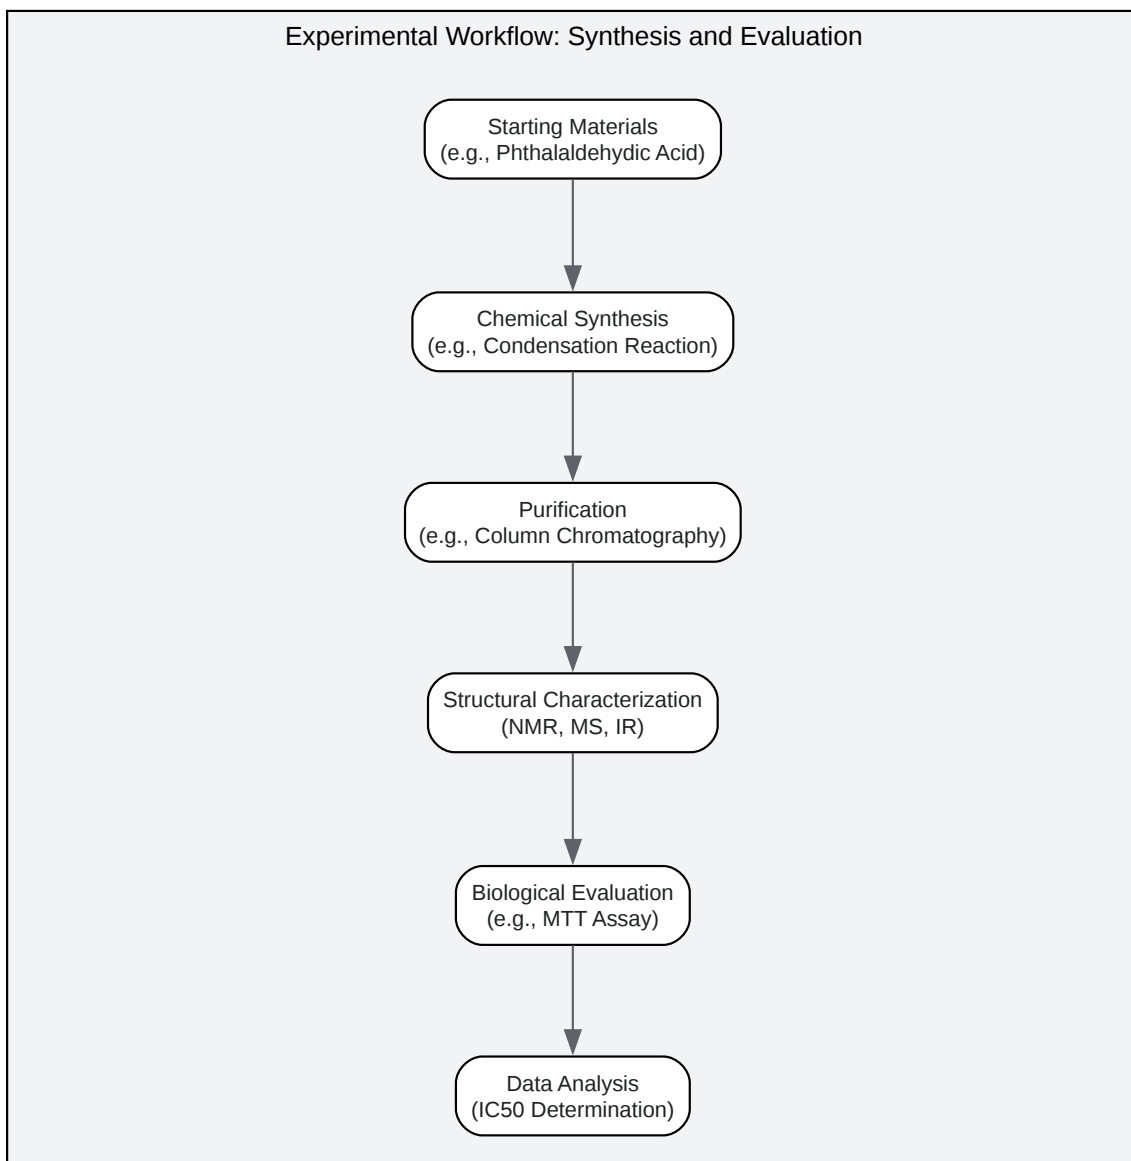 Experimental Workflow: Synthesis and Evaluation
Starting Materials
(e.g., Phthalaldehydic Acid)
Chemical Synthesis
(e.g., Condensation Reaction)
Purification
(e.g., Column Chromatography)
Structural Characterization
(NMR, MS, IR)
Biological Evaluation
(e.g., MTT Assay)
Data Analysis
(IC50 Determination)